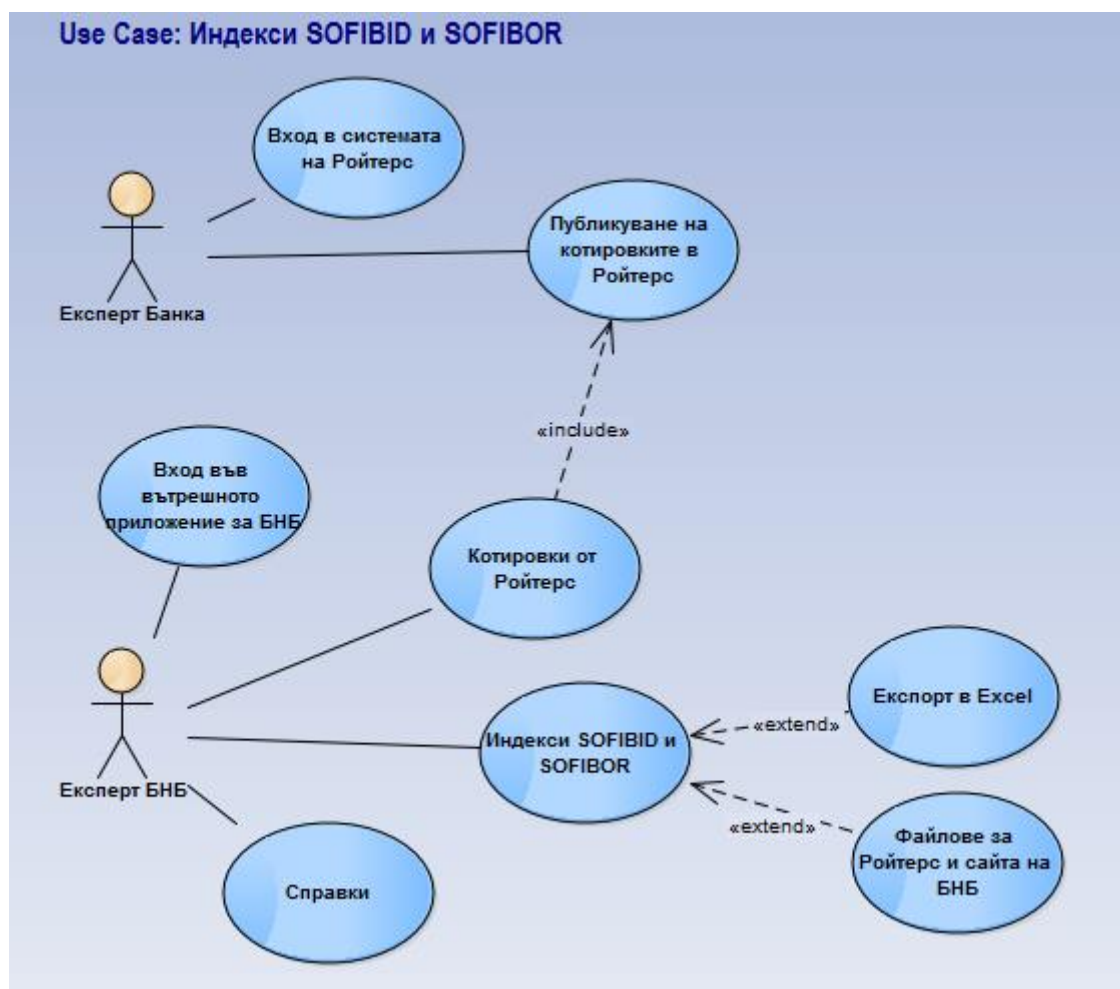 Use Case: Индекси SOFIBID и SOFIBOR
Вход в системата
на Ройтерс
Публикуване на
котировките в
Ройтерс
Експерт Банка
«include»
Вход във
вътрешното
приложение за БНБ
Котировки от
Ройтерс
Експорт в Excel
«extend»
Индекси SOFIBID и
SOFIBOR
Експерт БНБ
«extend»
Файлове за
Ройтерс и сайта на
БНБ
Справки